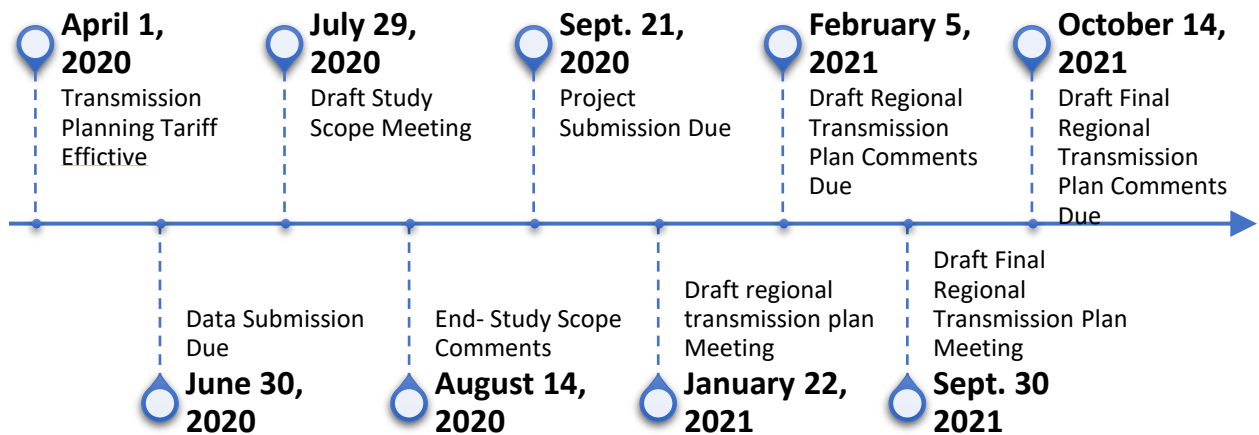 April 1,
2020
Transmission
Planning Tariff
Effictive
July 29,
2020
Draft Study
Scope Meeting
Sept. 21,
2020
Project
Submission Due
February 5,
2021
Draft Regional
Transmission
Plan Comments
Due
October 14,
2021
Draft Final
Regional
Transmission
Plan Comments
Due
Data Submission
Due
June 30,
2020
End- Study Scope
Comments
August 14,
2020
Draft regional
transmission plan
Meeting
January 22,
2021
Draft Final
Regional
Transmission Plan
Meeting
Sept. 30
2021